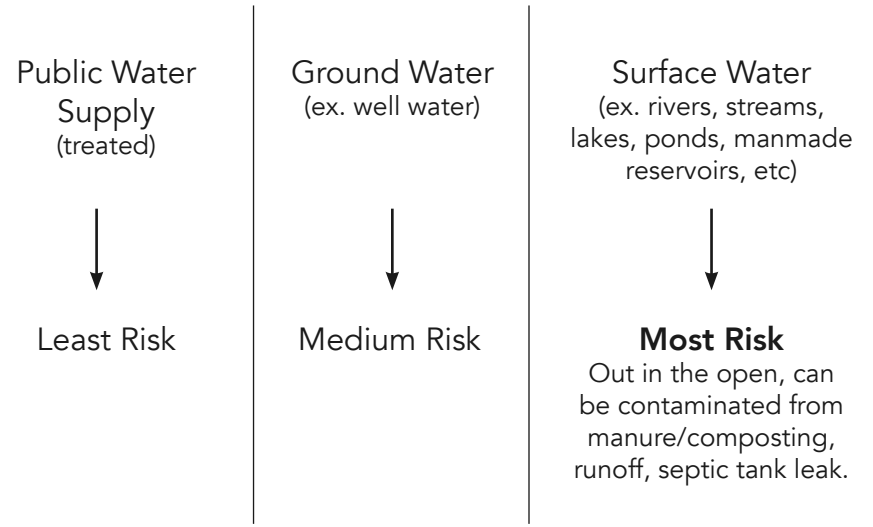 Public Water
Supply
(treated)
Least Risk
Ground Water
(ex. well water)
Medium Risk
Surface Water
(ex. rivers, streams,
lakes, ponds, manmade
reservoirs, etc)
Most Risk
Out in the open, can
be contaminated from
manure/composting,
runoff, septic tank leak.